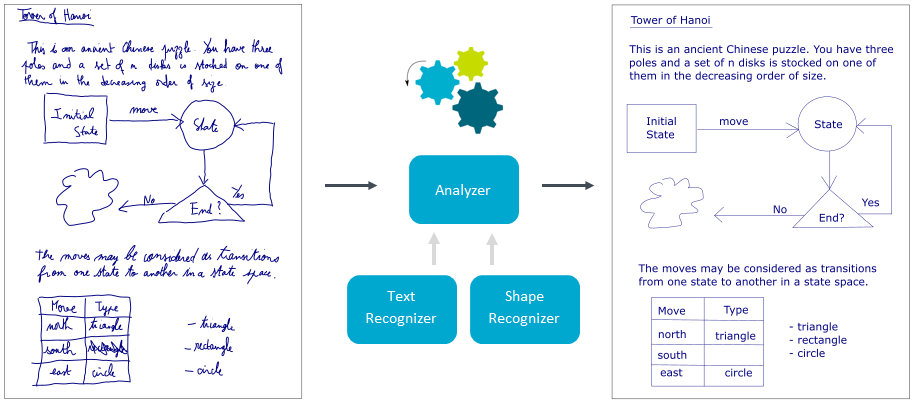 Tower of Hanoi
This is an ancient Chinese puzzle. You have three
poles and a set of n disks is stocked on one of
them in the decreasing order of size.
Initial
State
move
State
No
Yes
End?
The moves may be considered as transitions
from one state to another in a state space.
Move Type
north triangle
south
east circle
- triangle
- rectangle
- circle
Analyzer
Text
Recognizer
Shape
Recognizer
Tower of Hanoi
This is an ancient Chinese puzzle. You have three
poles and a set of n disks is stocked on one of
them in the decreasing order of size.
Initial
State
move
State
No
Yes
End?
The moves may be considered as transitions
from one state to another in a state space.
Move Type
north triangle
south
east circle
- triangle
- rectangle
- circle